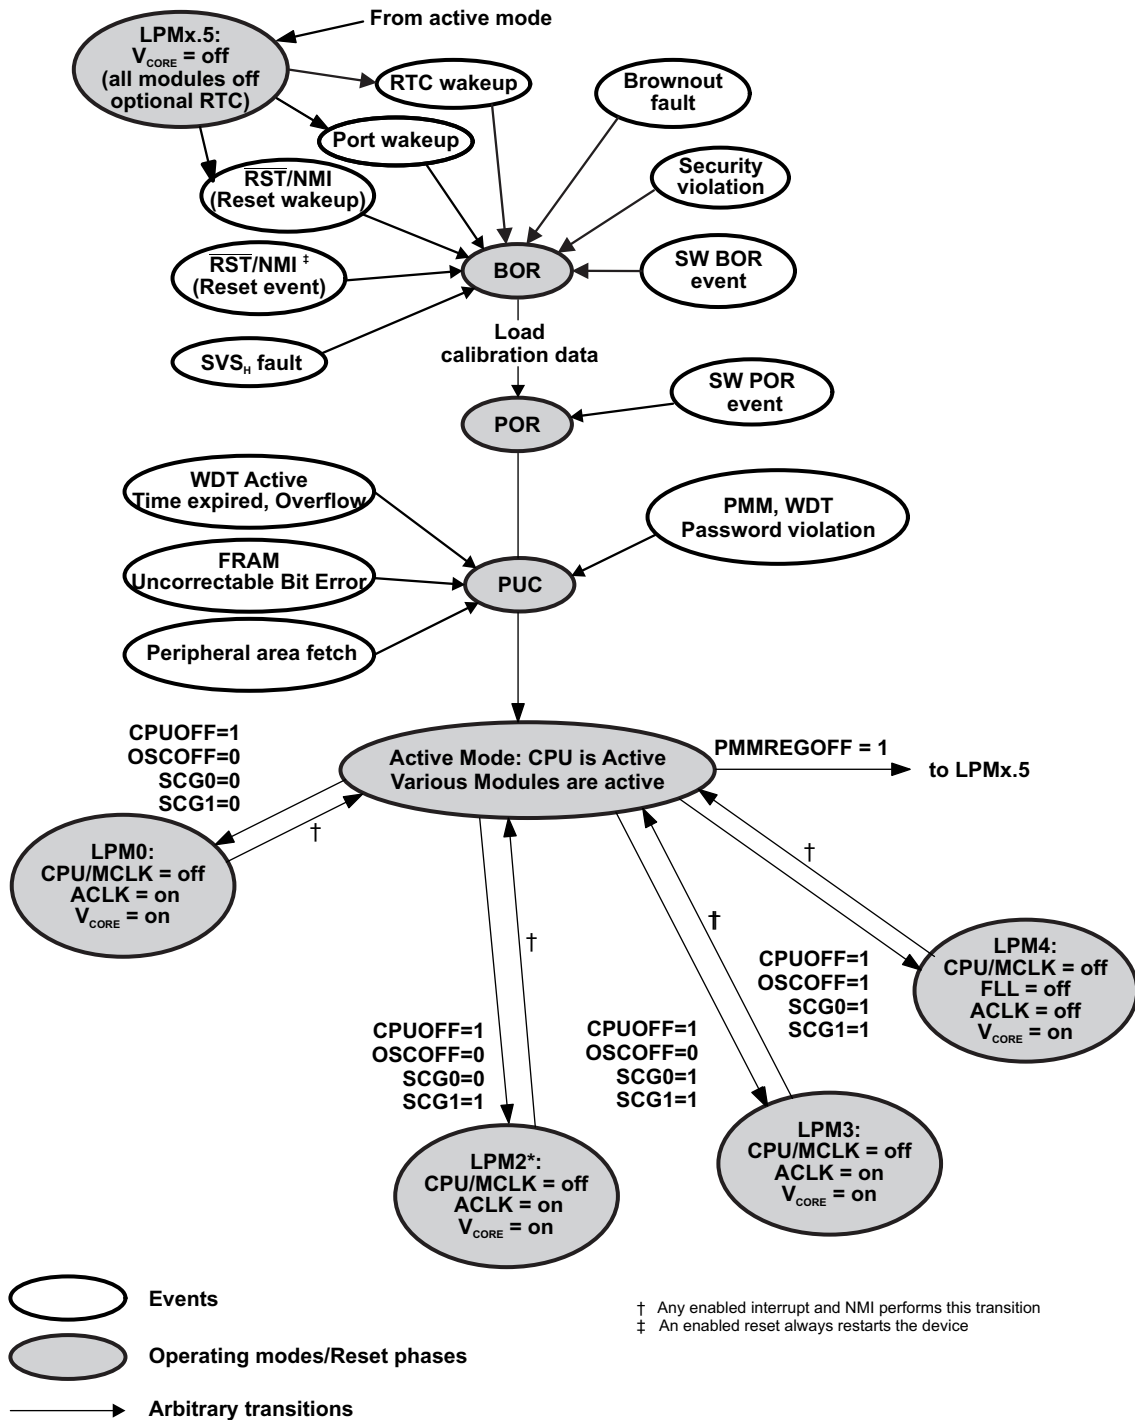 From active mode
LPMx.5:
VCORE = off
(all modules off
optional RTC)
RTC wakeup
Brownout
fault
Port wakeup
Security
violation
RST/NMI
(Reset wakeup)
RST/NMI ‡
(Reset event)
BOR
SW BOR
event
Load
calibration data
SVSH fault
SW POR
event
POR
WDT Active
Time expired, Overflow
PMM, WDT
Password violation
FRAM
Uncorrectable Bit Error
PUC
Peripheral area fetch
CPUOFF=1
OSCOFF=0
SCG0=0
SCG1=0
Active Mode: CPU is Active
Various Modules are active
PMMREGOFF = 1
to LPMx.5
†
LPM0:
CPU/MCLK = off
ACLK = on
VCORE = on
†
†
†
CPUOFF=1
OSCOFF=1
SCG0=1
SCG1=1
LPM4:
CPU/MCLK = off
FLL = off
ACLK = off
VCORE = on
CPUOFF=1
OSCOFF=0
SCG0=0
SCG1=1
CPUOFF=1
OSCOFF=0
SCG0=1
SCG1=1
LPM2*:
CPU/MCLK = off
ACLK = on
VCORE = on
LPM3:
CPU/MCLK = off
ACLK = on
VCORE = on
Events
Operating modes/Reset phases
Arbitrary transitions
† Any enabled interrupt and NMI performs this transition
‡ An enabled reset always restarts the device